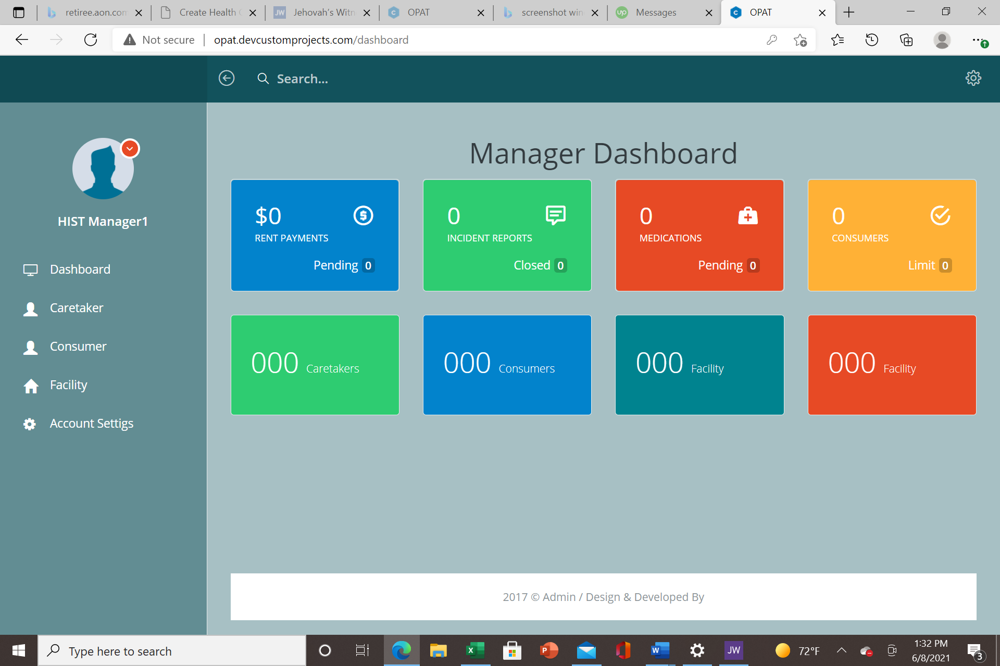 retiree.aon.com
Create Health
Jehovah's Witn
OPAT
screenshot win
Messages
OPAT
Not secure
opat.devcustomprojects.com/dashboard
Search...
HIST Manager1
Dashboard
Caretaker
Consumer
Facility
Account Settigs
Manager Dashboard
$0
RENT PAYMENTS
Pending 0
0
INCIDENT REPORTS
Closed 0
0
MEDICATIONS
Pending 0
0
CONSUMERS
Limit 0
000 Caretakers
000 Consumers
000 Facility
000 Facility
2017 © Admin / Design & Developed By
Type here to search
JW
72°F
1:32 PM
6/8/2021
3